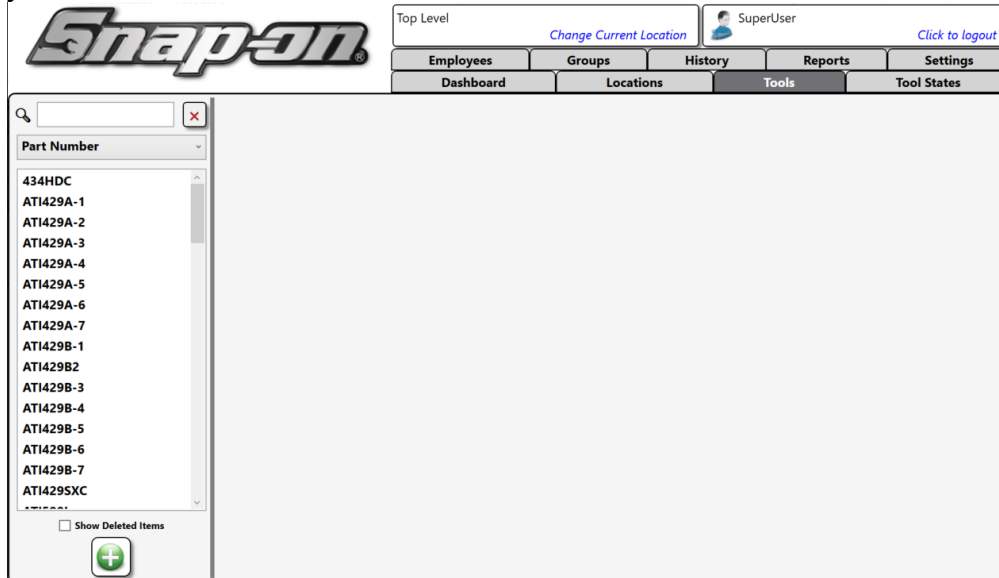 Snap-on®
Top Level
Change Current Location
SuperUser
Click to logout
Employees
Groups
History
Reports
Settings
Dashboard
Locations
Tools
Tool States
Part Number
434HDC
ATI429A-1
ATI429A-2
ATI429A-3
ATI429A-4
ATI429A-5
ATI429A-6
ATI429A-7
ATI429B-1
ATI429B2
ATI429B-3
ATI429B-4
ATI429B-5
ATI429B-6
ATI429B-7
ATI429SXC
Show Deleted Items